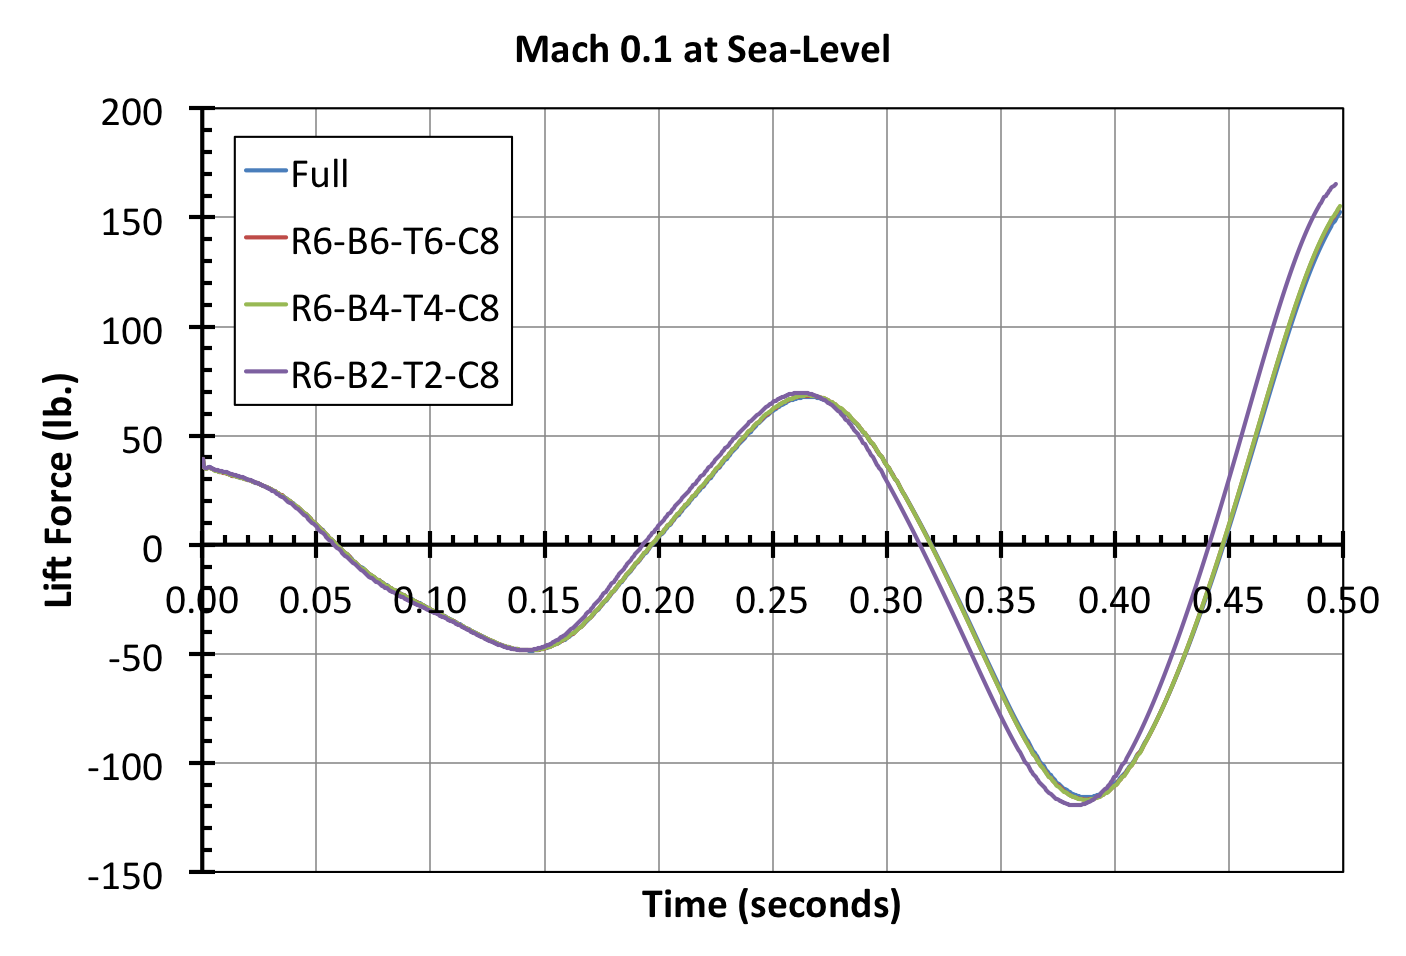 Mach 0.1 at Sea-Level
200
150
100
50
0
-50
-100
-150
Full
R6-B6-T6-C8
R6-B4-T4-C8
R6-B2-T2-C8
Lift Force (lb.)
0.00 0.05 0.10 0.15 0.20 0.25 0.30 0.35 0.40 0.45 0.50
Time (seconds)